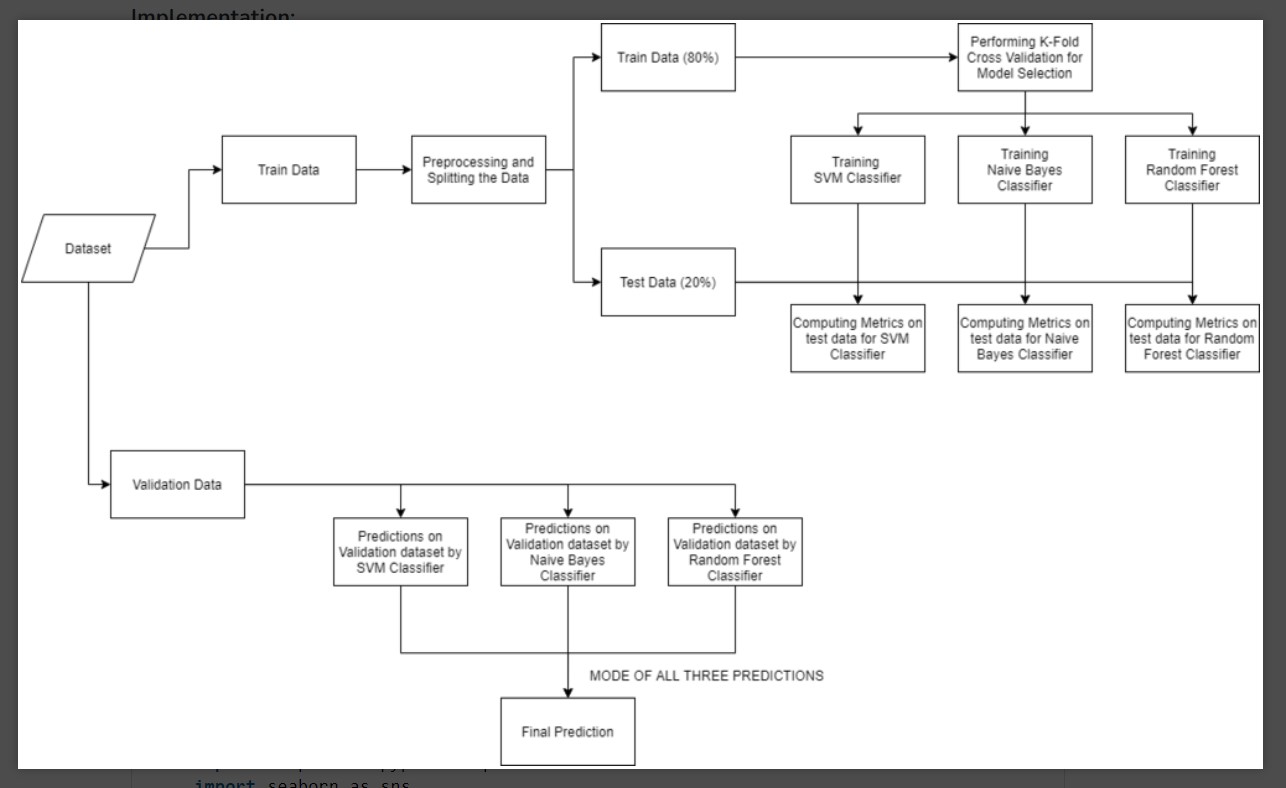 Implementation:
Train Data (80%)
Performing K-Fold
Cross Validation for
Model Selection
Train Data
Preprocessing and
Splitting the Data
Training
SVM Classifier
Training
Naive Bayes
Classifier
Training
Random Forest
Classifier
Dataset
Test Data (20%)
Computing Metrics on
test data for SVM
Classifier
Computing Metrics on
test data for Naive
Bayes Classifier
Computing Metrics on
test data for Random
Forest Classifier
Validation Data
Predictions on
Validation dataset by
SVM Classifier
Predictions on
Validation dataset by
Naive Bayes
Classifier
Predictions on
Validation dataset by
Random Forest
Classifier
MODE OF ALL THREE PREDICTIONS
Final Prediction
import seaborn as sns